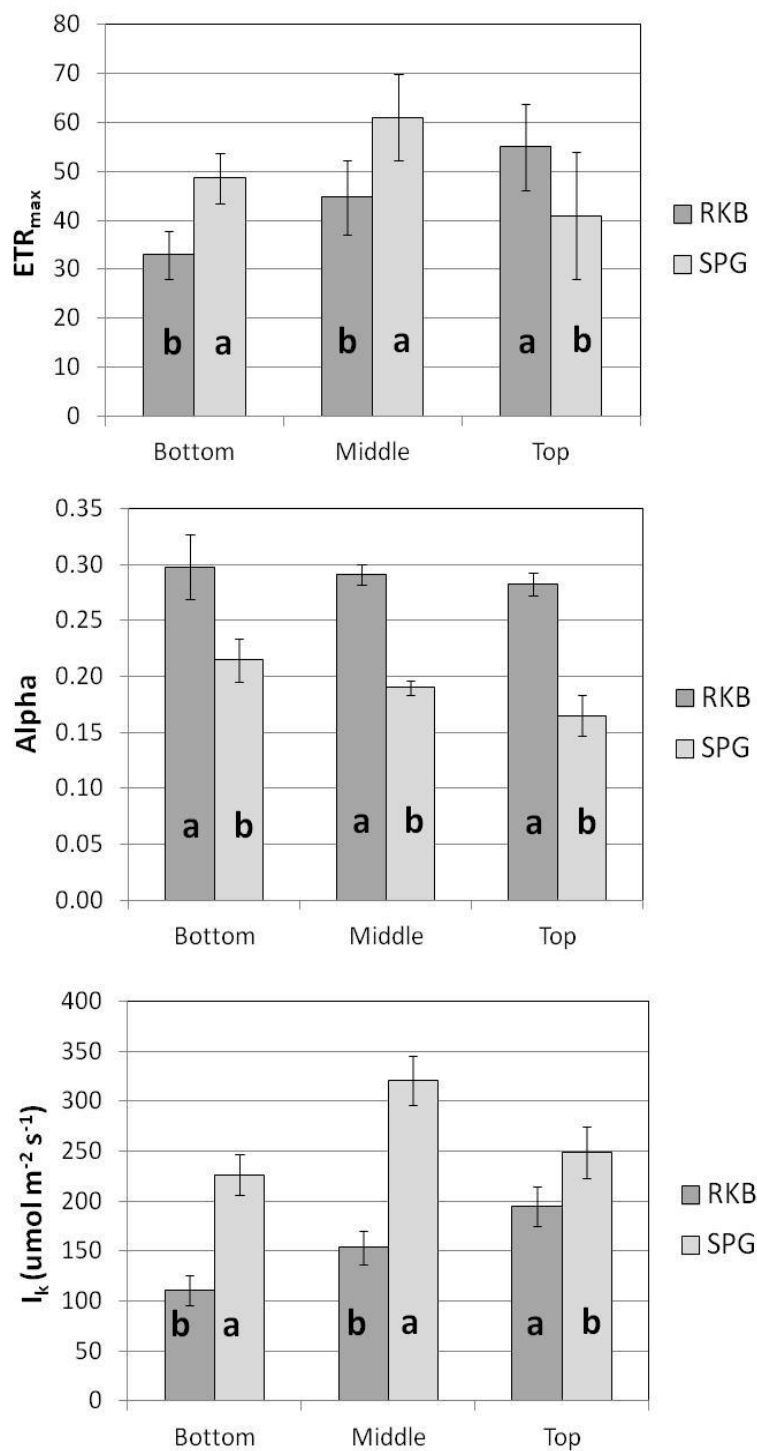 80
70
60
50
40
30
20
10
0
ETRmax
b a b a a b
Bottom Middle Top
RKB
SPG
0.35
0.30
0.25
0.20
0.15
0.10
0.05
0.00
Alpha
a b a b a b
Bottom Middle Top
RKB
SPG
400
350
300
250
200
150
100
50
0
Ik (umol m-2 s-1)
b a b a a b
Bottom Middle Top
RKB
SPG